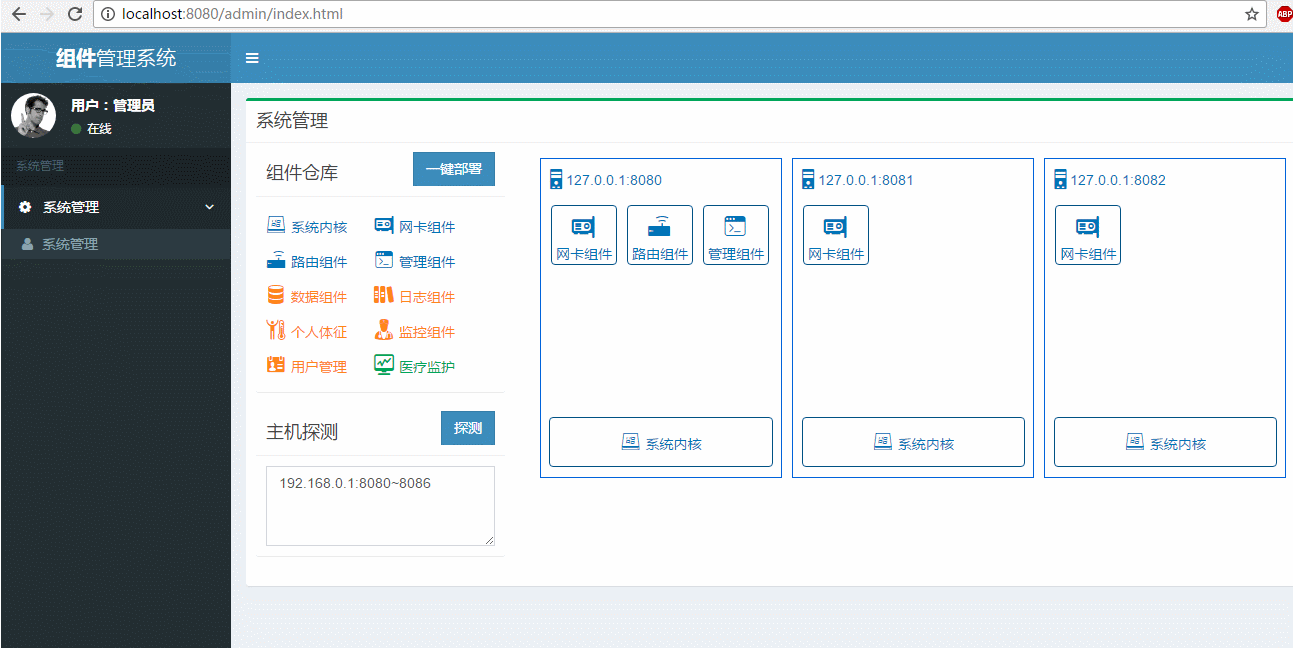 localhost:8080/admin/index.html
ABP
组件管理系统
用户：管理员
在线
系统管理
系统管理
系统管理
系统管理
组件仓库
一键部署
系统内核 网卡组件
路由组件 管理组件
数据组件 日志组件
个人体征 监控组件
用户管理 医疗监护
主机探测
探测
192.168.0.1:8080~8086
127.0.0.1:8080
网卡组件 路由组件 管理组件
系统内核
127.0.0.1:8081
网卡组件
系统内核
127.0.0.1:8082
网卡组件
系统内核